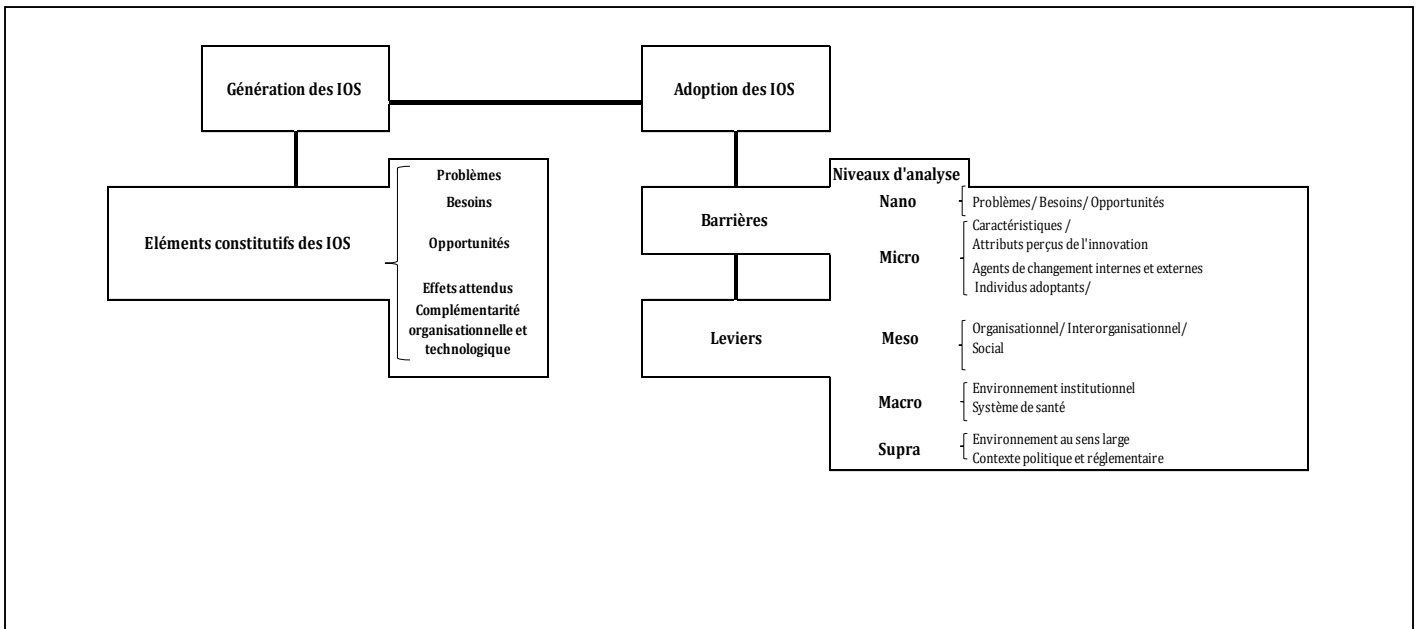 Génération des IOS
Adoption des IOS
Eléments constitutifs des IOS
Problèmes
Besoins
Opportunités
Effets attendus
Complémentarité
organisationnelle et
technologique
Barrières
Leviers
Niveaux d'analyse
Nano
Problèmes/ Besoins/ Opportunités
Micro
Caractéristiques /
Attributs perçus de l'innovation
Agents de changement internes et externes
Individus adoptants/
Meso
Organisationnel/ Interorganisationnel/
Social
Macro
Environnement institutionnel
Système de santé
Supra
Environnement au sens large
Contexte politique et réglementaire